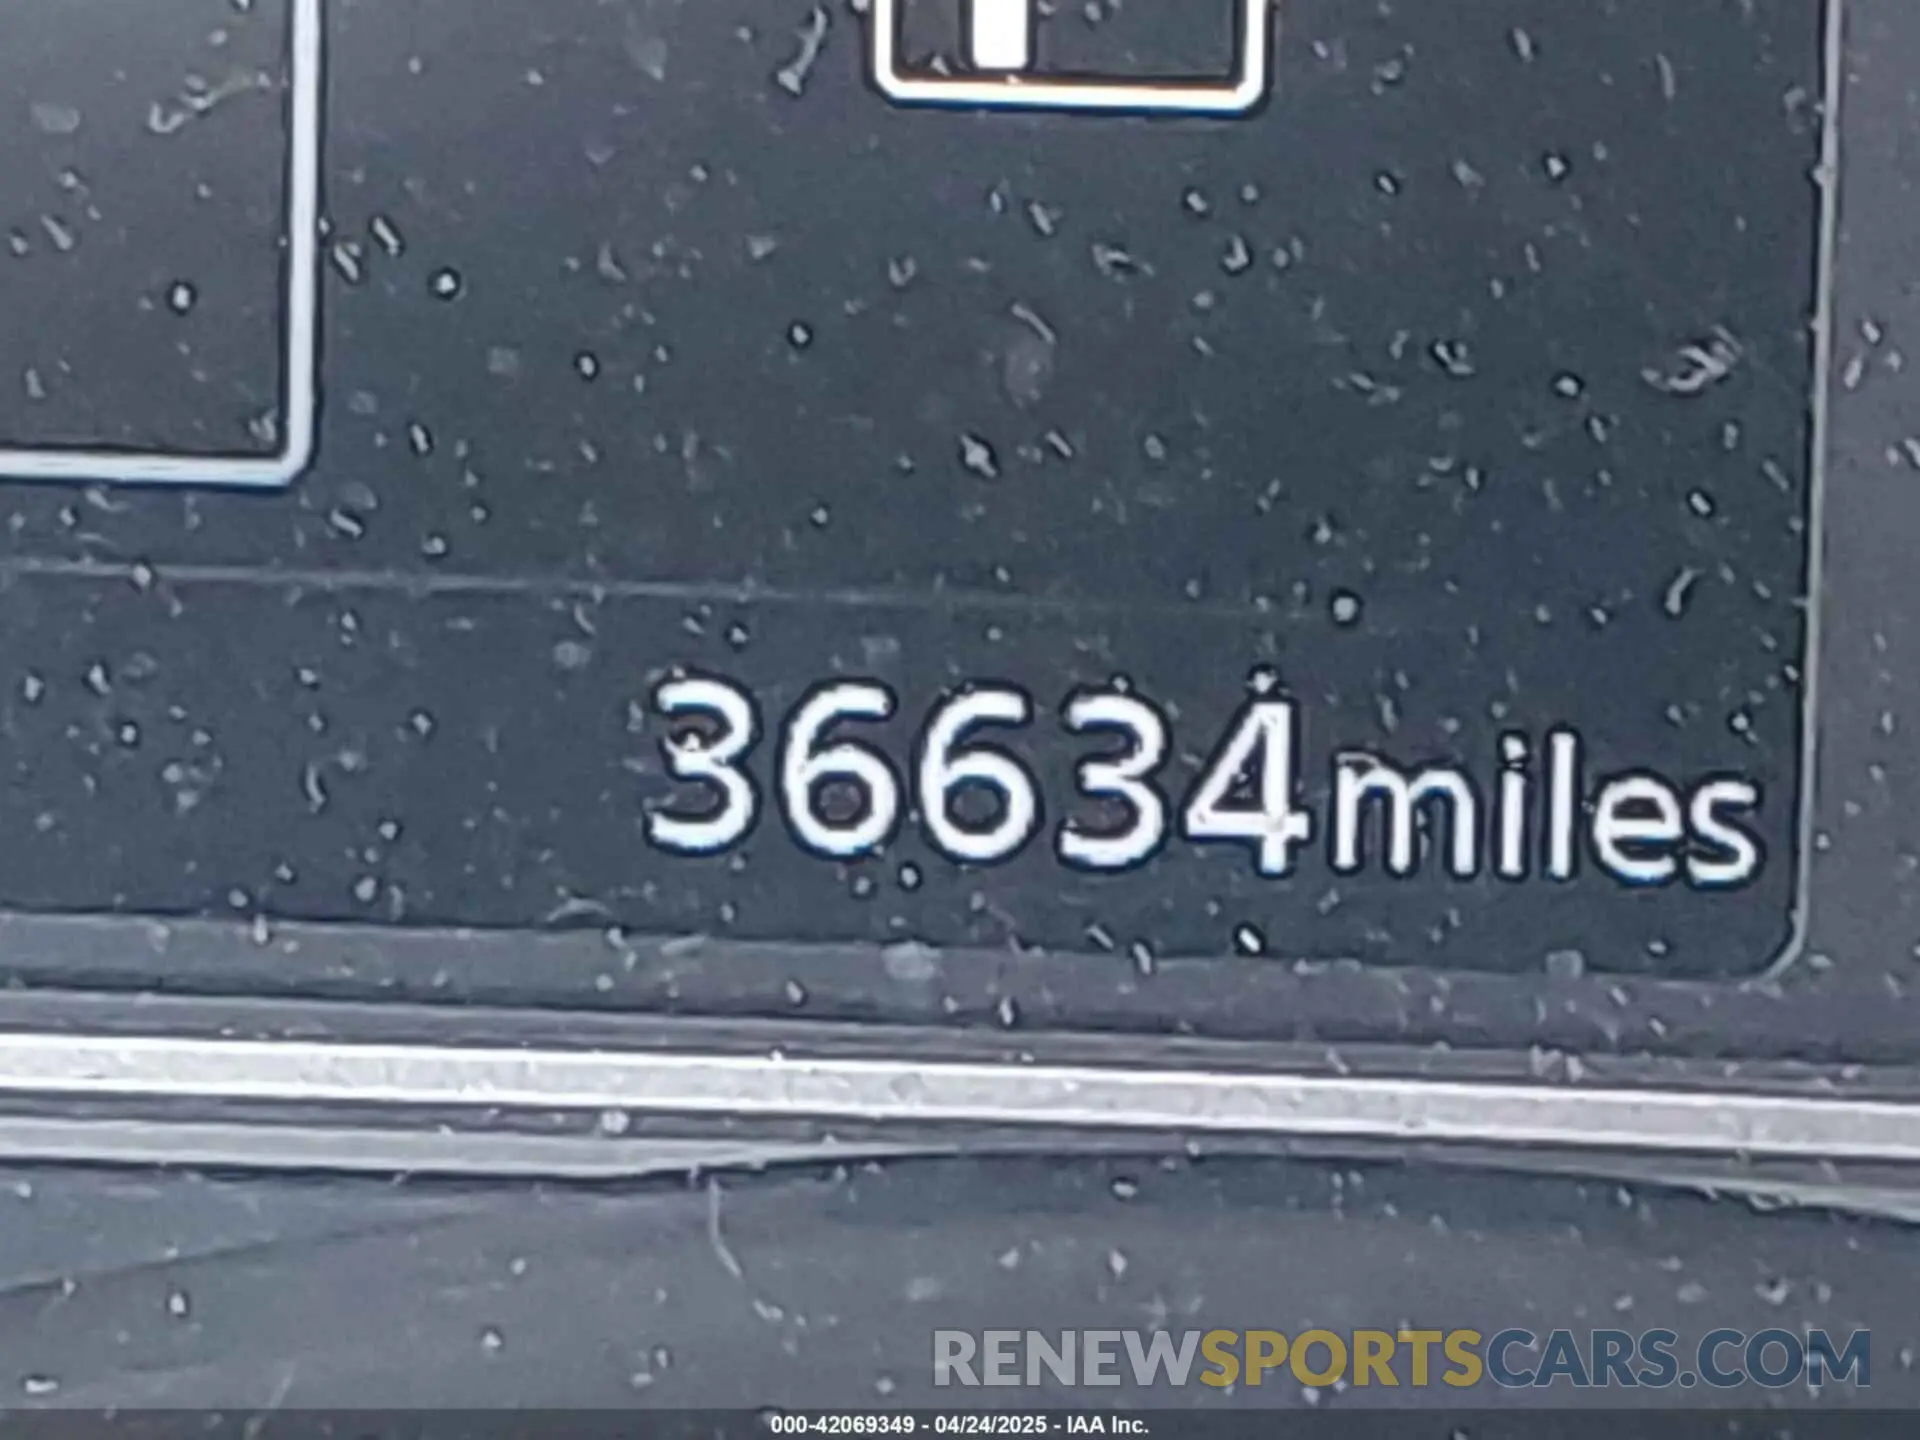 36634miles
RENEWSPORTSCARS.COM
000-42069349 - 04/24/2025 - IAA Inc.